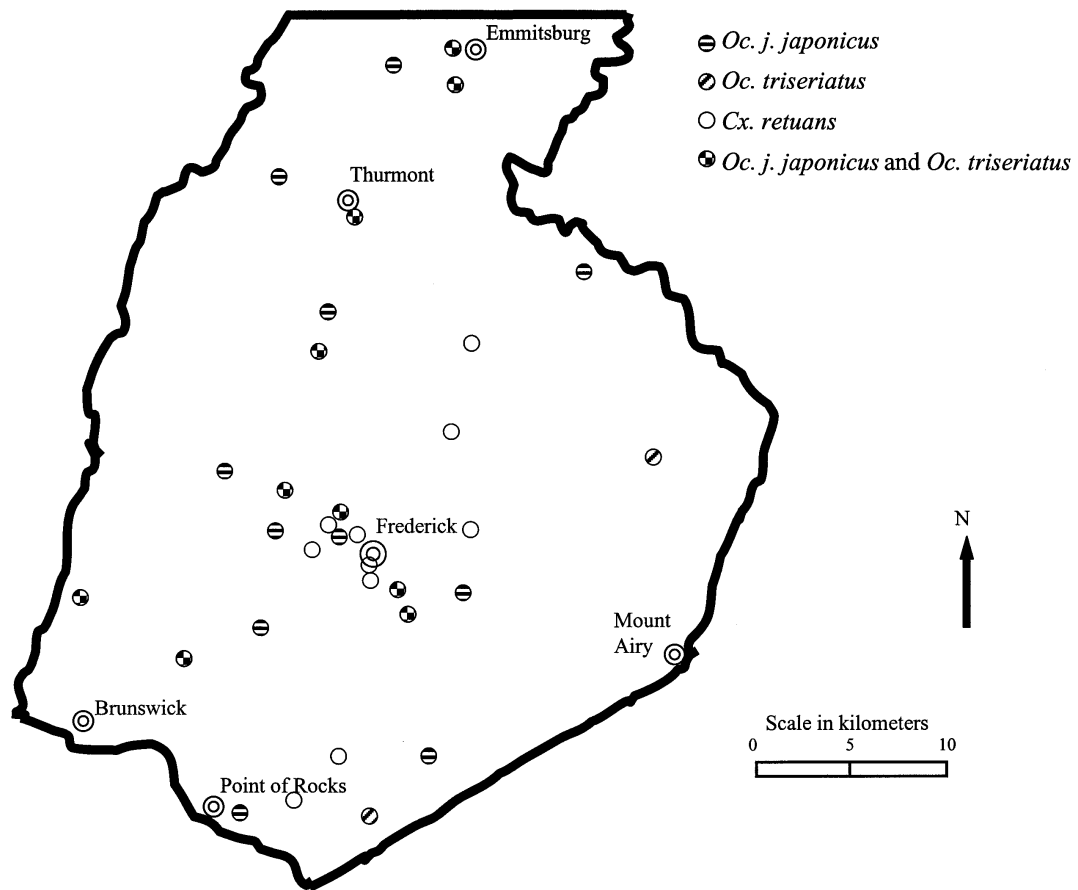 Emmitsburg
Oc. j. japonicus
Oc. triseriatus
Cx. retuans
Oc. j. japonicus and Oc. triseriatus
Thurmont
Frederick
N
Mount
Airy
Brunswick
Scale in kilometers
0 5 10
Point of Rocks